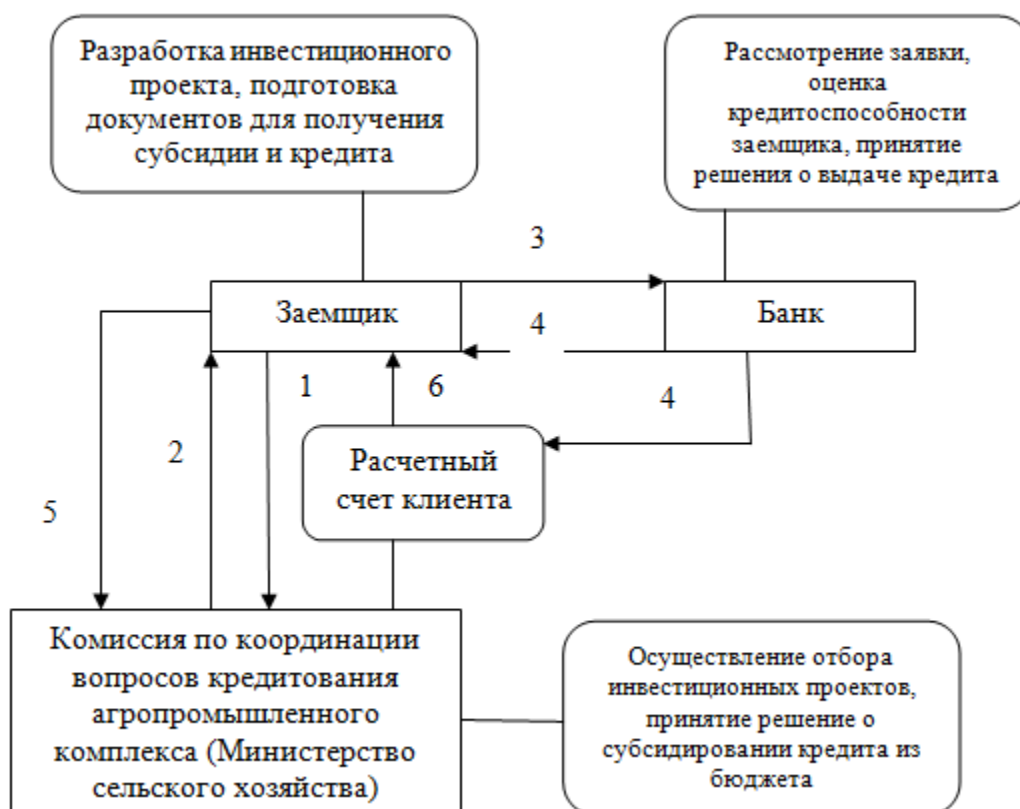 Разработка инвестиционного
проекта, подготовка
документов для получения
субсидии и кредита
Рассмотрение заявки,
оценка
кредитоспособности
заемщика, принятие
решения о выдаче кредита
3
Заемщик
4
Банк
1
6
4
2
Расчетный
счет клиента
5
Комиссия по координации
вопросов кредитования
агропромышленного
комплекса (Министерство
сельского хозяйства)
Осуществление отбора
инвестиционных проектов,
принятие решение о
субсидировании кредита из
бюджета